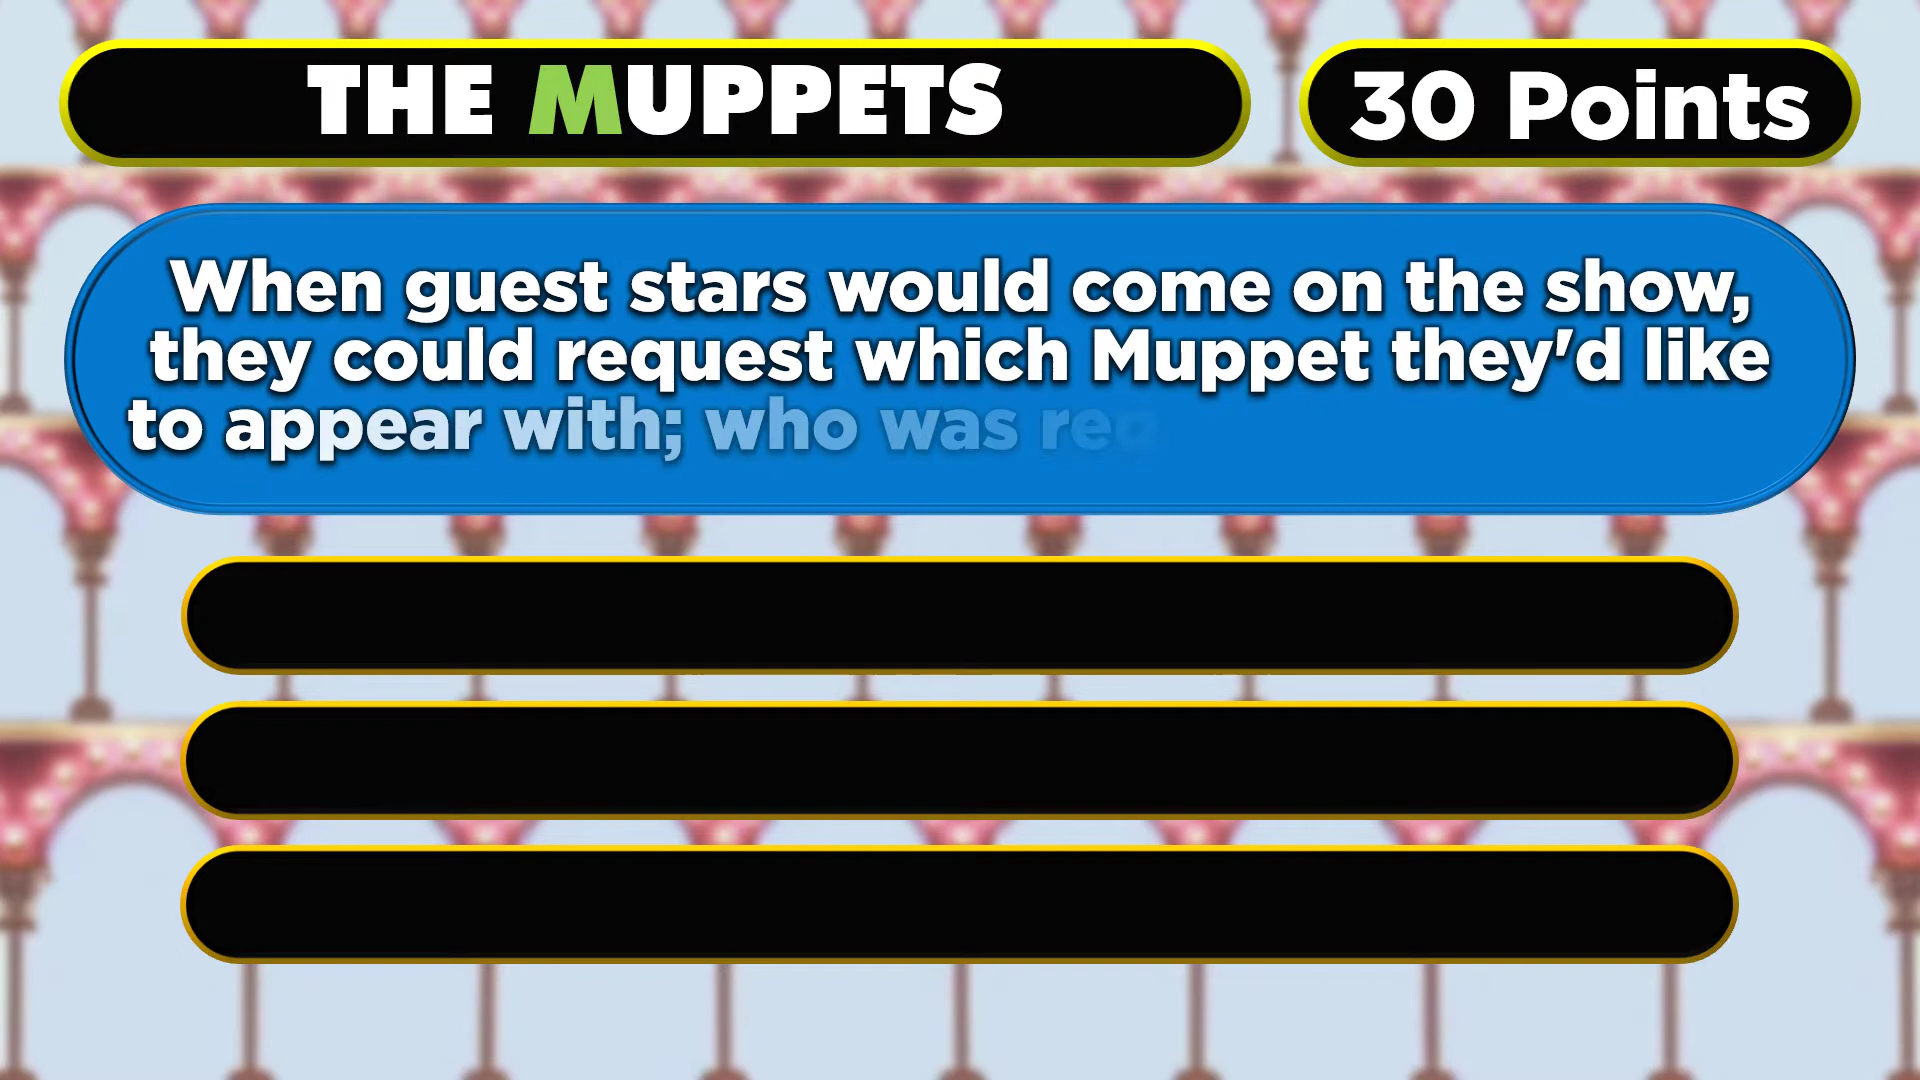 THE MUPPETS
30 Points
When guest stars would come on the show,
they could request which Muppet they'd like
to appear with; who was req